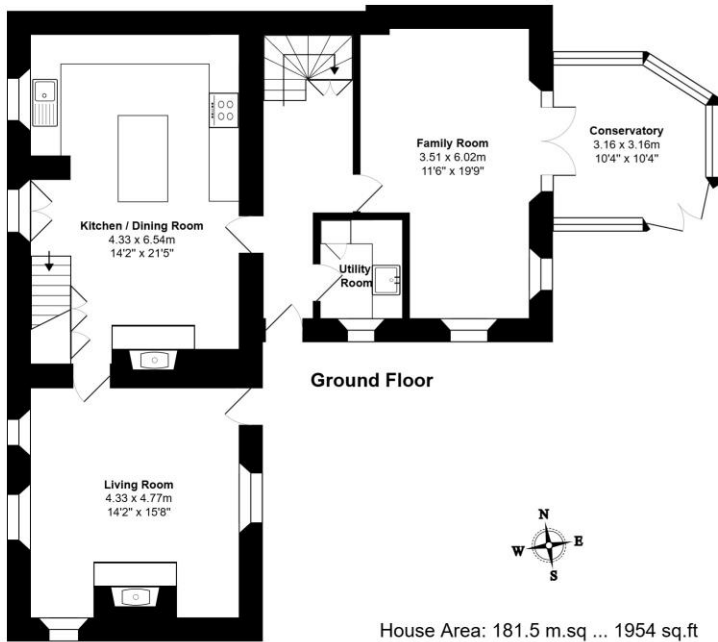 Family Room
3.51 x 6.02m
11'6" x 19'9"
Conservatory
3.16 x 3.16m
10'4" x 10'4"
Kitchen / Dining Room
4.33 x 6.54m
14'2" x 21'5"
Utility
Room
Ground Floor
Living Room
4.33 x 4.77m
14'2" x 15'8"
N
W E
S
House Area: 181.5 m.sq ... 1954 sq.ft